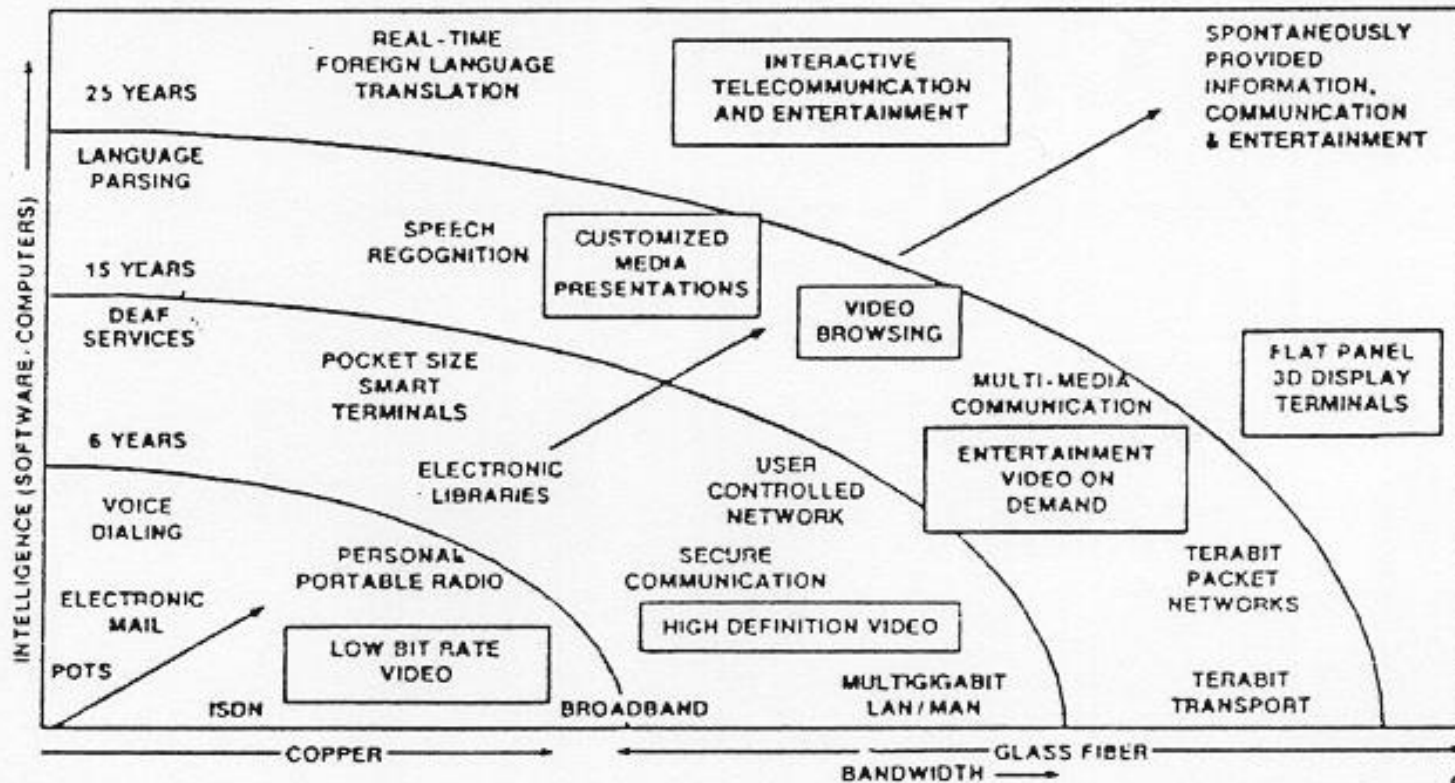 REAL-TIME
FOREIGN LANGUAGE
TRANSLATION
INTERACTIVE
TELECOMMUNICATION
AND ENTERTAINMENT
SPONTANEOUSLY
PROVIDED
INFORMATION,
COMMUNICATION
& ENTERTAINMENT
25 YEARS
LANGUAGE
PARSING
SPEECH
REGOGNITION
CUSTOMIZED
MEDIA
PRESENTATIONS
15 YEARS
DEAF
SERVICES
VIDEO
BROWSING
FLAT PANEL
3D DISPLAY
TERMINALS
POCKET SIZE
SMART
TERMINALS
MULTI-MEDIA
COMMUNICATION
6 YEARS
ELECTRONIC
LIBRARIES
USER
CONTROLLED
NETWORK
ENTERTAINMENT
VIDEO ON
DEMAND
VOICE
DIALING
PERSONAL
PORTABLE RADIO
SECURE
COMMUNICATION
TERABIT
PACKET
NETWORKS
ELECTRONIC
MAIL
HIGH DEFINITION VIDEO
LOW BIT RATE
VIDEO
POTS
ISDN
BROADBAND
MULTIGIGABIT
LAN/MAN
TERABIT
TRANSPORT
COPPER
GLASS FIBER
BANDWIDTH
INTELLIGENCE (SOFTWARE, COMPUTERS)